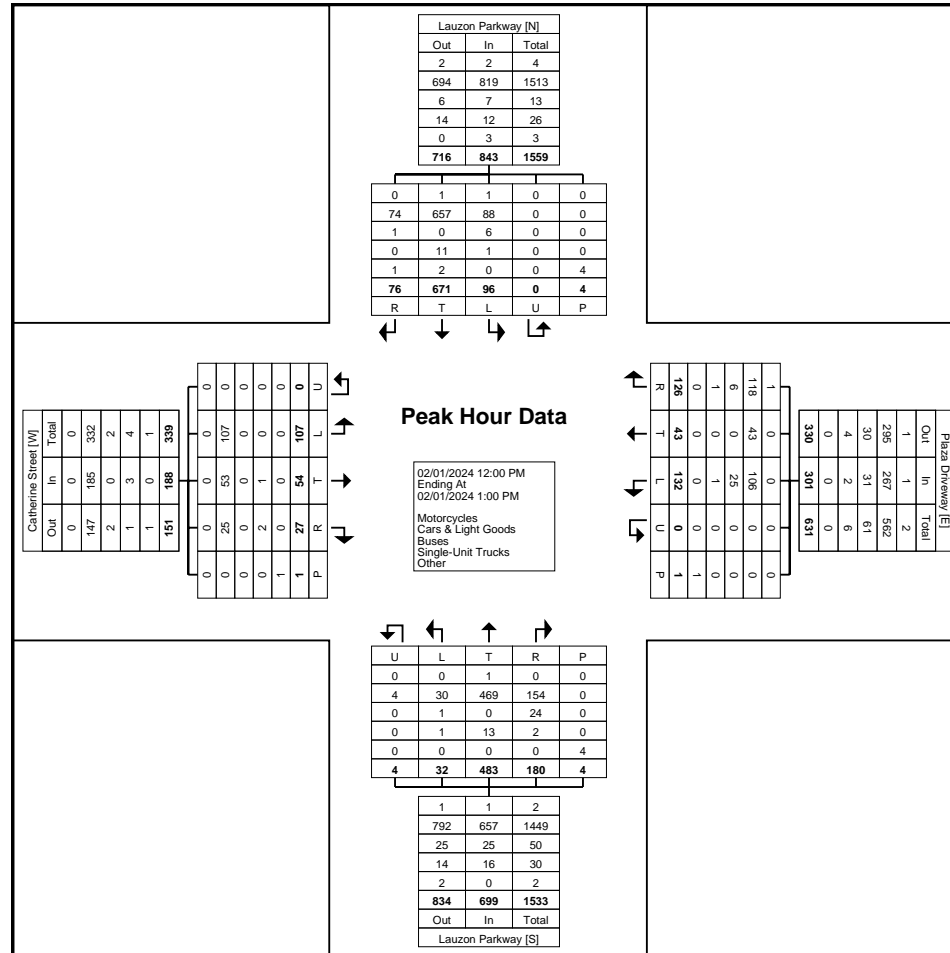 Lauzon Parkway [N]
Out In Total
2 2 4
694 819 1513
6 7 13
14 12 26
0 3 3
716 843 1559
0 1 1 0 0
74 657 88 0 0
1 0 6 0 0
0 11 1 0 0
1 2 0 0 4
76 671 96 0 4
R T L U P
Catherine Street [W]
Total 0 332 2 4 1 339
In 0 185 0 3 0 188
Out 0 147 2 1 1 151
0 0 0 0 0 0 U
0 107 0 0 0 107 L
0 53 0 1 0 54 T
0 25 0 2 0 27 R
0 0 0 0 1 1 P
Peak Hour Data
02/01/2024 12:00 PM
Ending At
02/01/2024 1:00 PM
Motorcycles
Cars & Light Goods
Buses
Single-Unit Trucks
Other
R 126 0 1 6 118 1
T 43 0 0 0 43 0
L 132 0 1 25 106 0
U 0 0 0 0 0 0
P 1 1 0 0 0 0
330 0 4 30 295 1 Out
301 0 2 31 267 1 In
631 0 6 61 562 2 Total
Plaza Driveway [E]
U L T R P
0 0 1 0 0
4 30 469 154 0
0 1 0 24 0
0 1 13 2 0
0 0 0 0 4
4 32 483 180 4
1 1 2
792 657 1449
25 25 50
14 16 30
2 0 2
834 699 1533
Out In Total
Lauzon Parkway [S]